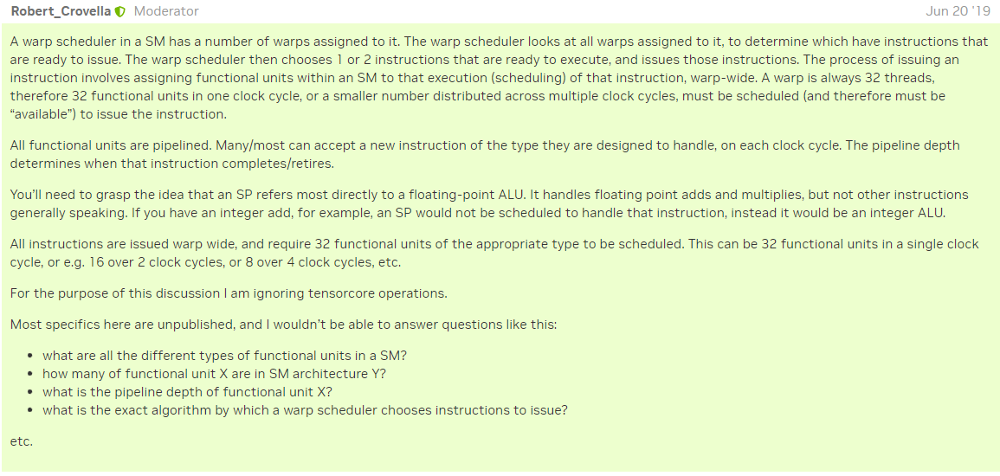 Robert_Crovella Moderator Jun 20 '19
A warp scheduler in a SM has a number of warps assigned to it. The warp scheduler looks at all warps assigned to it, to determine which have instructions that
are ready to issue. The warp scheduler then chooses 1 or 2 instructions that are ready to execute, and issues those instructions. The process of issuing an
instruction involves assigning functional units within an SM to that execution (scheduling) of that instruction, warp-wide. A warp is always 32 threads,
therefore 32 functional units in one clock cycle, or a smaller number distributed across multiple clock cycles, must be scheduled (and therefore must be
“available”) to issue the instruction.
All functional units are pipelined. Many/most can accept a new instruction of the type they are designed to handle, on each clock cycle. The pipeline depth
determines when that instruction completes/retires.
You’ll need to grasp the idea that an SP refers most directly to a floating-point ALU. It handles floating point adds and multiplies, but not other instructions
generally speaking. If you have an integer add, for example, an SP would not be scheduled to handle that instruction, instead it would be an integer ALU.
All instructions are issued warp wide, and require 32 functional units of the appropriate type to be scheduled. This can be 32 functional units in a single clock
cycle, or e.g. 16 over 2 clock cycles, or 8 over 4 clock cycles, etc.
For the purpose of this discussion I am ignoring tensorcore operations.
Most specifics here are unpublished, and I wouldn’t be able to answer questions like this:
• what are all the different types of functional units in a SM?
• how many of functional unit X are in SM architecture Y?
• what is the pipeline depth of functional unit X?
• what is the exact algorithm by which a warp scheduler chooses instructions to issue?
etc.